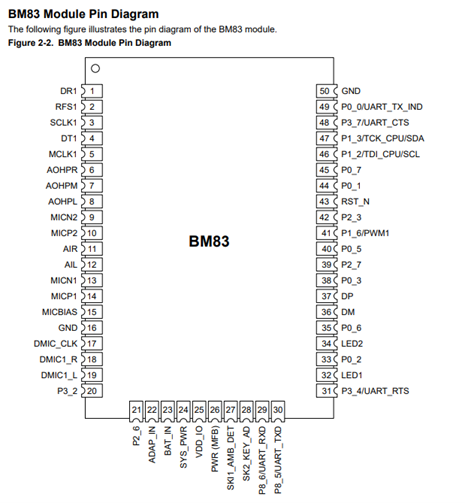 BM83 Module Pin Diagram
The following figure illustrates the pin diagram of the BM83 module.
Figure 2-2. BM83 Module Pin Diagram
DR1 1
RFS1 2
SCLK1 3
DT1 4
MCLK1 5
AOHPR 6
AOHPM 7
AOHPL 8
MICN2 9
MICP2 10
AIR 11
AIL 12
MICN1 13
MICP1 14
MICBIAS 15
GND 16
DMIC_CLK 17
DMIC1_R 18
DMIC1_L 19
P3_2 20
BM83
50 GND
49 P0_0/UART_TX_IND
48 P3_7/UART_CTS
47 P1_3/TCK_CPU/SDA
46 P1_2/TDI_CPU/SCL
45 P0_7
44 P0_1
43 RST_N
42 P2_3
41 P1_6/PWM1
40 P0_5
39 P2_7
38 P0_3
37 DP
36 DM
35 P0_6
34 LED2
33 P0_2
32 LED1
31 P3_4/UART_RTS
21 P2_6
22 ADAP_IN
23 BAT_IN
24 SYS_PWR
25 VDD_IO
26 PWR (MFB)
27 SKI1_AMB_DET
28 SK2_KEY_AD
29 P8_6/UART_RXD
30 P8_5/UART_TXD